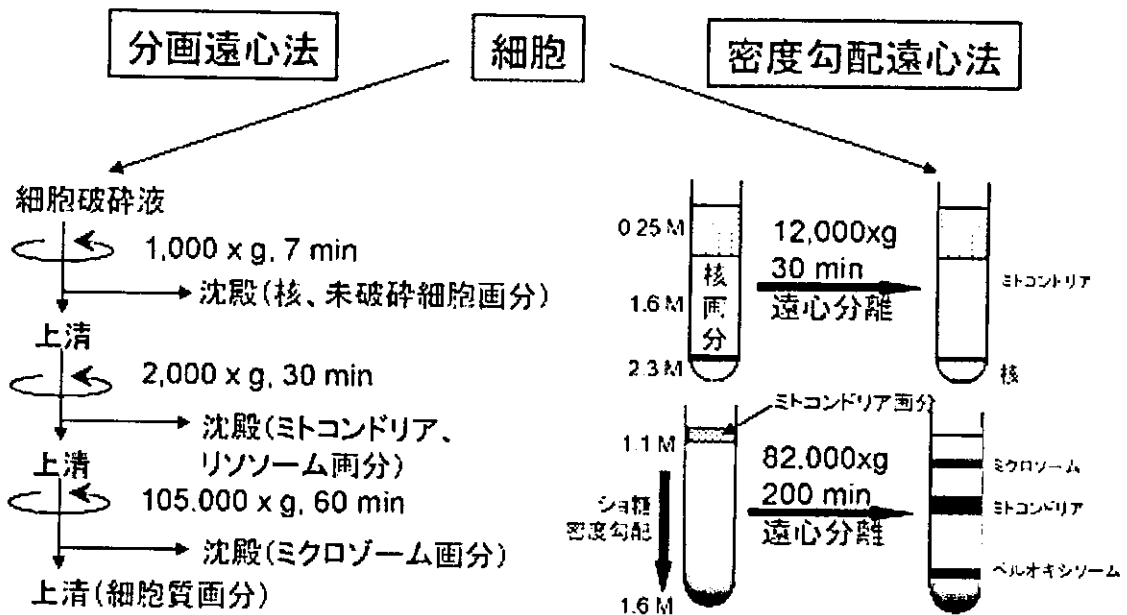 分画遠心法
細胞
密度勾配遠心法
細胞破砕液
1,000 x g, 7 min
沈殿(核、未破砕細胞画分)
上清
2,000 x g, 30 min
沈殿(ミトコンドリア、
リソソーム画分)
上清
105.000 x g, 60 min
沈殿(ミクロゾーム画分)
上清(細胞質画分)
0.25 M
1.6 M
2.3 M
核画分
12,000xg
30 min
遠心分離
ミトコントリア
核
ミトコンドリア画分
1.1 M
ショ糖
密度勾配
1.6 M
82.000xg
200 min
遠心分離
ミクロゾーム
ミトコンドリア
ペルオキシソーム